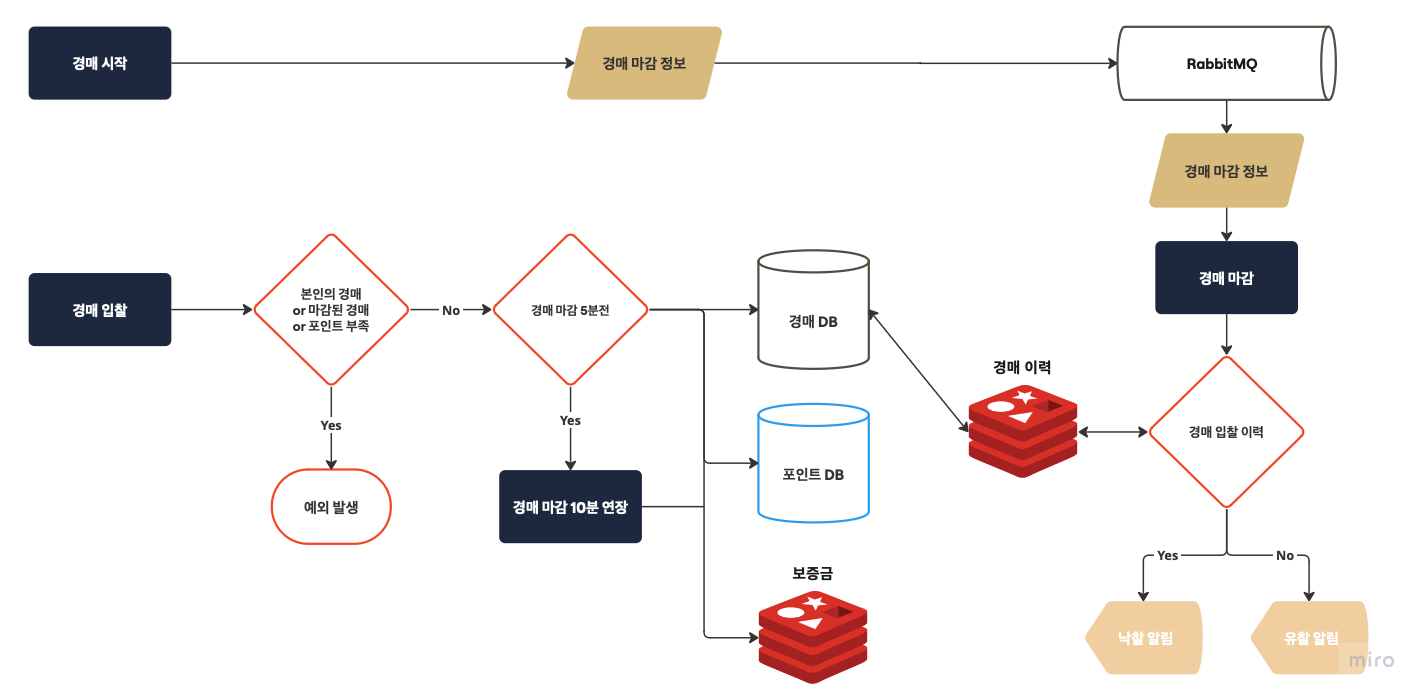 경매 시작
경매 마감 정보
RabbitMQ
경매 마감 정보
경매 마감
경매 입찰
본인의 경매
or 마감된 경매
or 포인트 부족
No
경매 마감 5분전
경매 DB
경매 이력
경매 입찰 이력
Yes
Yes
포인트 DB
예외 발생
경매 마감 10분 연장
보증금
Yes
No
낙찰 알림
유찰 알림
miro